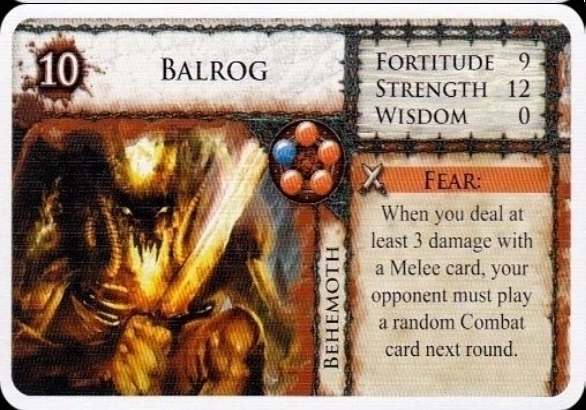 10
BALROG
FORTITUDE 9
STRENGTH 12
WISDOM 0
FEAR:
When you deal at
least 3 damage with
a Melee card, your
opponent must play
a random Combat
card next round.
BEHEMOTH